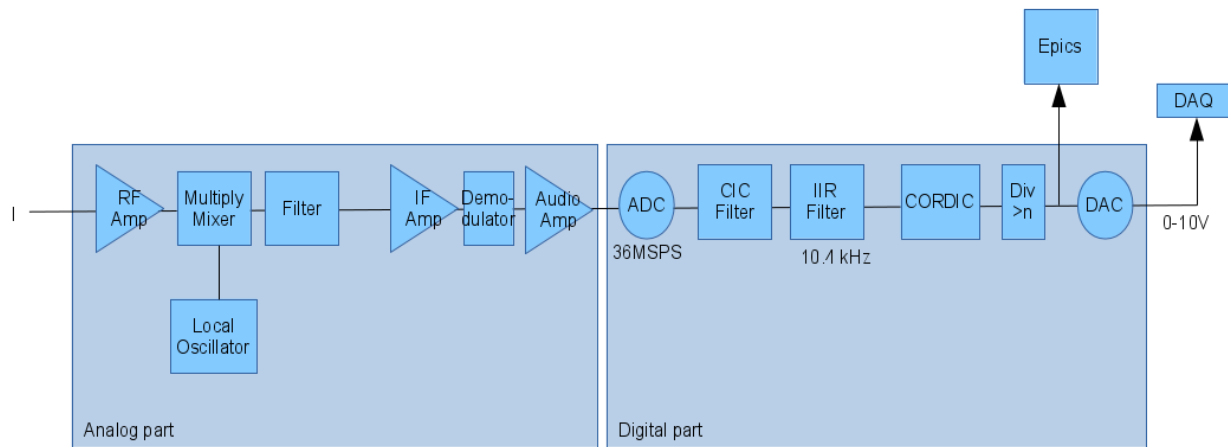 Epics
DAQ
I
RF
Amp
Multiply
Mixer
Filter
IF
Amp
Demo-
dulator
Audio
Amp
ADC
CIC
Filter
IIR
Filter
CORDIC
Div
>n
DAC
36MSPS
10.4 kHz
0-10V
Local
Oscillator
Analog part
Digital part